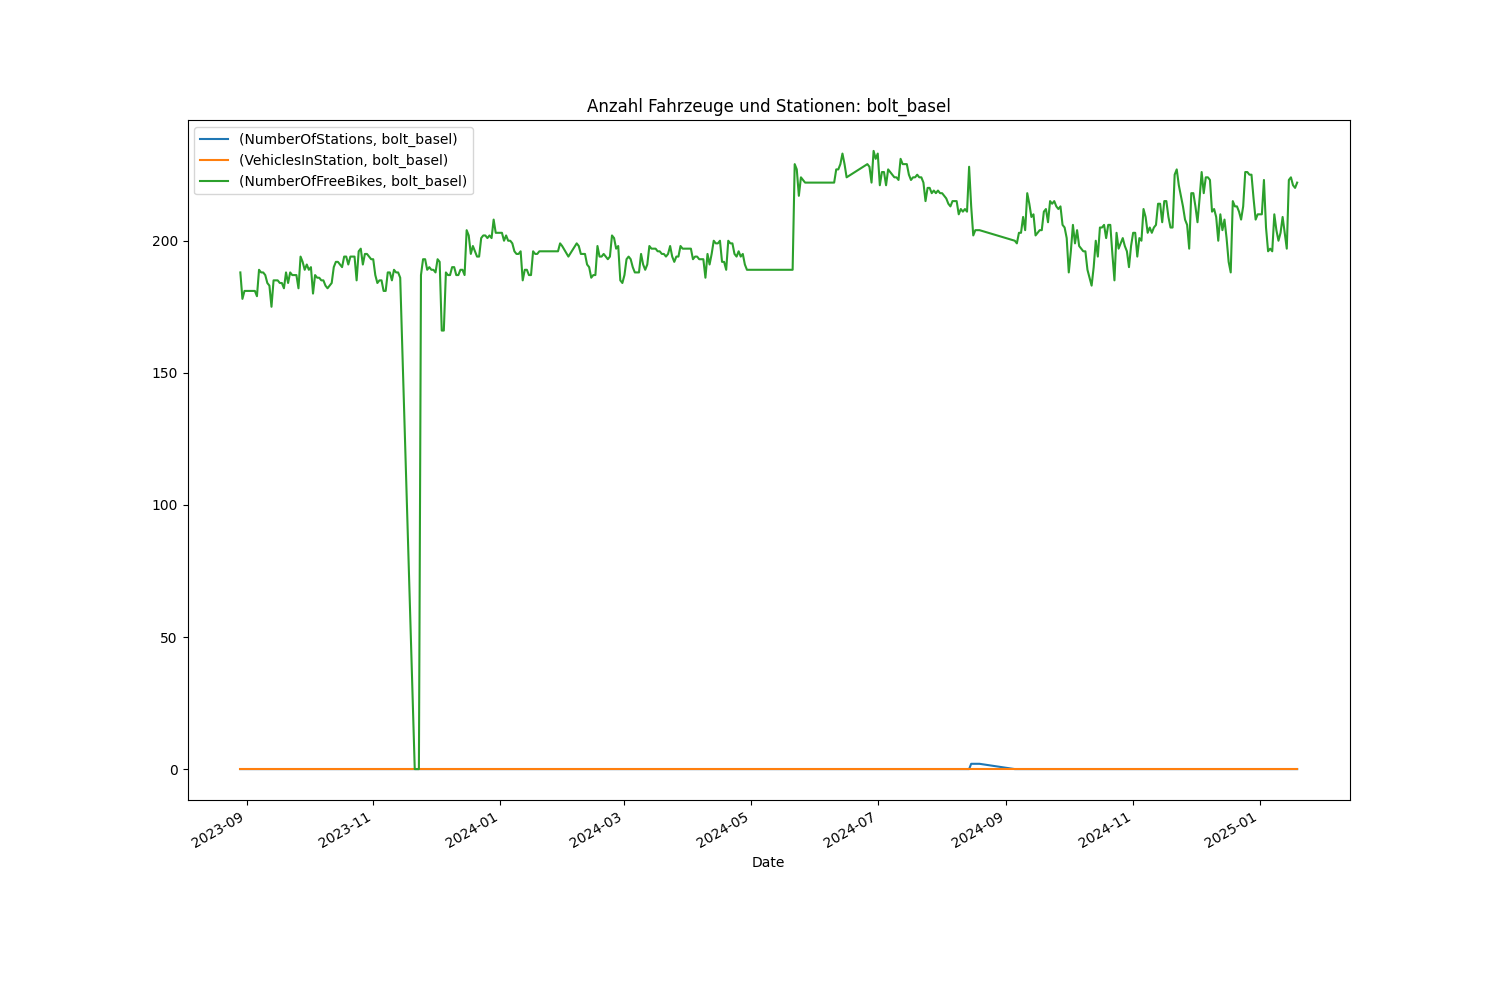 Anzahl Fahrzeuge und Stationen: bolt_basel
(NumberOfStations, bolt_basel)
(VehiclesInStation, bolt_basel)
(NumberOfFreeBikes, bolt_basel)
200
150
100
50
0
2023-09
2023-11
2024-01
2024-03
2024-05
2024-07
2024-09
2024-11
2025-01
Date